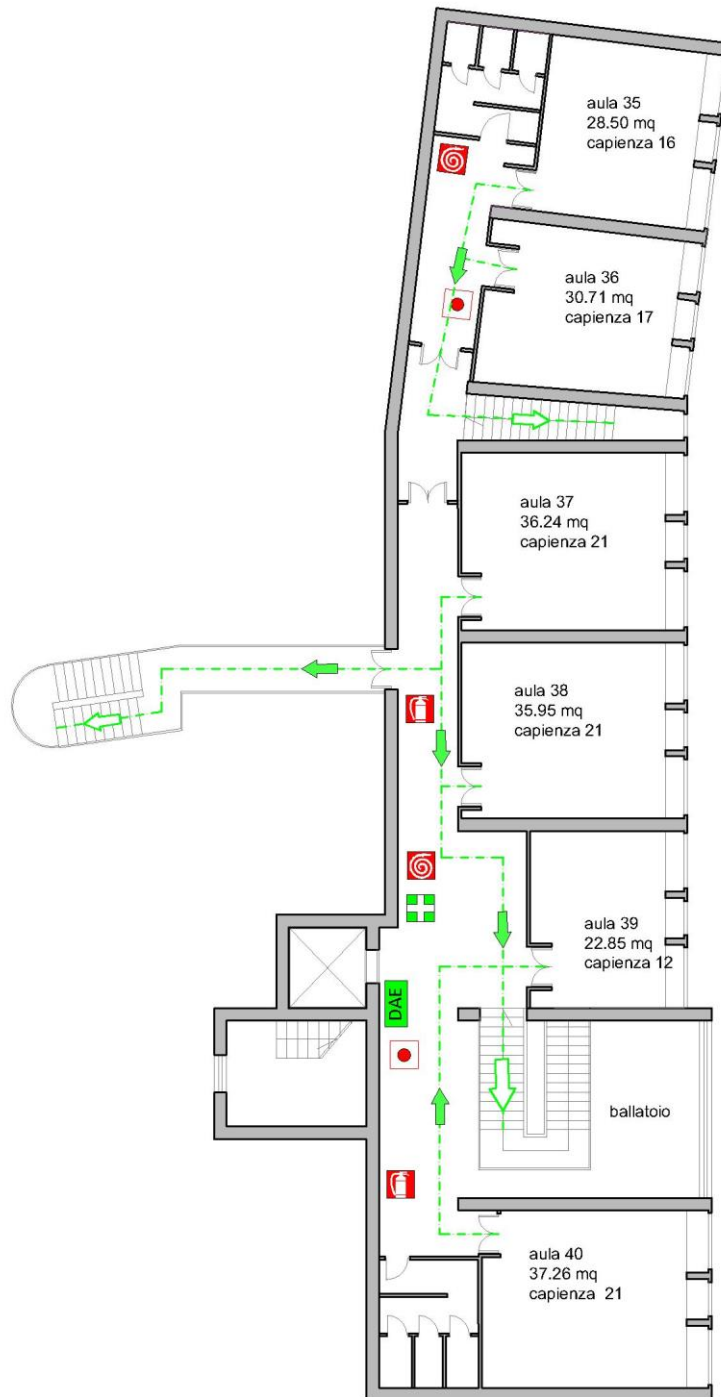 aula 35
28.50 mq
capienza 16
aula 36
30.71 mq
capienza 17
aula 37
36.24 mq
capienza 21
aula 38
35.95 mq
capienza 21
aula 39
22.85 mq
capienza 12
DAE
ballatoio
aula 40
37.26 mq
capienza 21